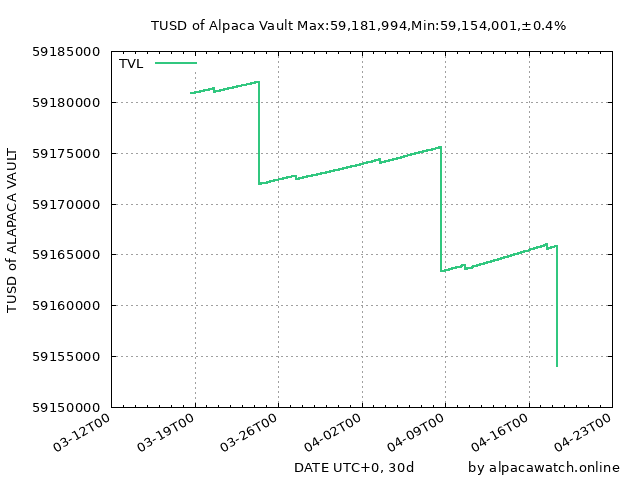 TUSD of Alpaca Vault Max:59,181,994,Min:59,154,001,±0.4%
TVL
59185000
59180000
59175000
59170000
59165000
59160000
59155000
59150000
TUSD of ALAPACA VAULT
03-12T00
03-19T00
03-26T00
04-02T00
04-09T00
04-16T00
04-23T00
DATE UTC+0, 30d
by alpacawatch.online